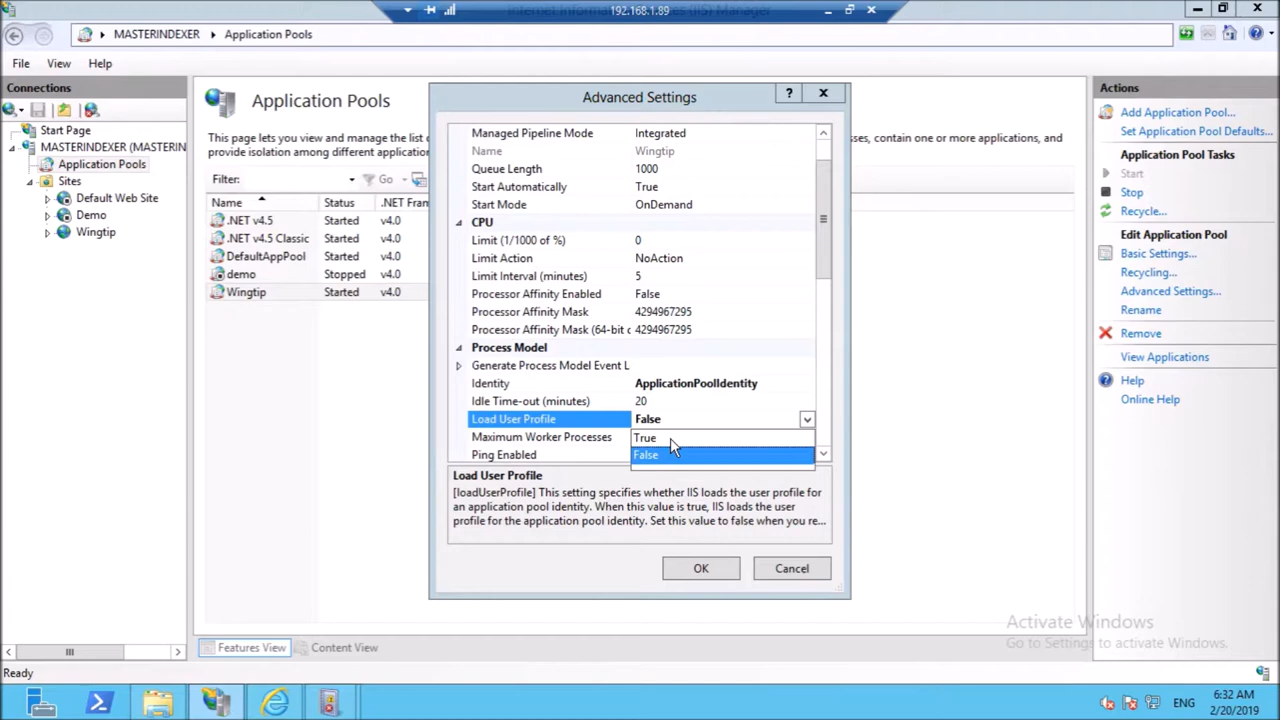 Internet Information Services (IIS) Manager
192.168.1.89
MASTERINDEXER Application Pools
File View Help
Connections
Start Page
MASTERINDEXER (MASTERIN
Application Pools
Sites
Default Web Site
Demo
Wingtip
Application Pools
This page lets you view and manage the list o
es, contain one or more applications, and
provide isolation among different application
Filter: Go
Name Status .NET Fram
.NET v4.5 Started v4.0
.NET v4.5 Classic Started v4.0
DefaultAppPool Started v4.0
demo Stopped v4.0
Wingtip Started v4.0
Advanced Settings
?
Managed Pipeline Mode Integrated
Name Wingtip
Queue Length 1000
Start Automatically True
Start Mode OnDemand
CPU
Limit (1/1000 of %) 0
Limit Action NoAction
Limit Interval (minutes) 5
Processor Affinity Enabled False
Processor Affinity Mask 4294967295
Processor Affinity Mask (64-bit o 4294967295
Process Model
Generate Process Model Event L
Identity ApplicationPoolIdentity
Idle Time-out (minutes) 20
Load User Profile False
Maximum Worker Processes True
Ping Enabled False
Load User Profile
[loadUserProfile] This setting specifies whether IIS loads the user profile for
an application pool identity. When this value is true, IIS loads the user
profile for the application pool identity. Set this value to false when you re...
OK Cancel
Actions
Add Application Pool...
Set Application Pool Defaults...
Application Pool Tasks
Start
Stop
Recycle...
Edit Application Pool
Basic Settings...
Recycling...
Advanced Settings...
Rename
Remove
View Applications
Help
Online Help
Activate Windows
Go to Settings to activate Windows.
Features View Content View
Ready
ENG
6:32 AM
2/20/2019